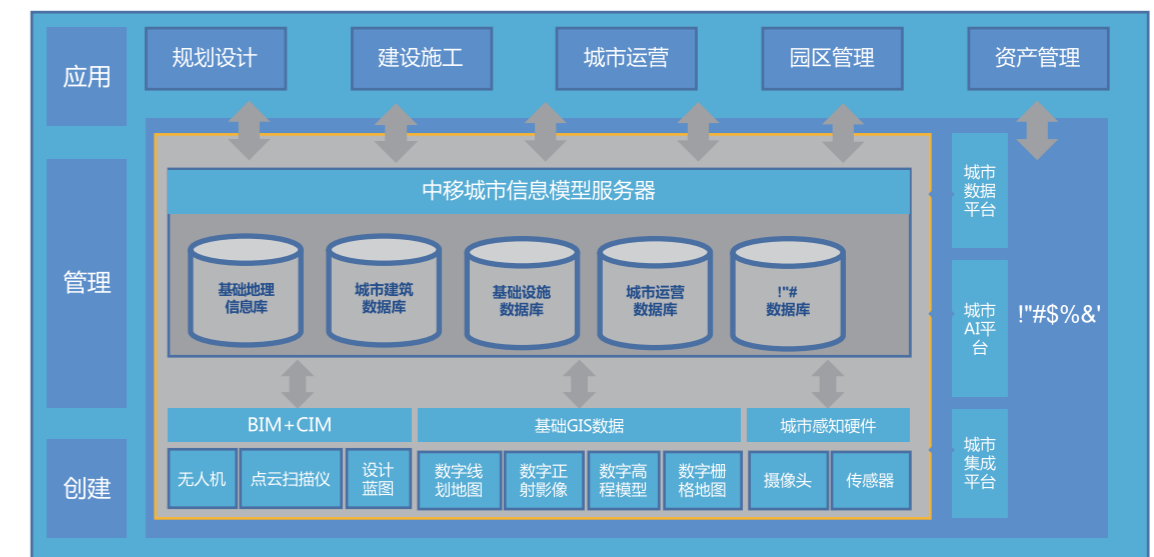 应用
规划设计
建设施工
城市运营
园区管理
资产管理
管理
中移城市信息模型服务器
基础地理
信息库
城市建筑
数据库
基础设施
数据库
城市运营
数据库
!"#
数据库
城市
数据
平台
城市
AI平
台
!"#$%&'
城市
集成
平台
创建
BIM+CIM
基础GIS数据
城市感知硬件
无人机
点云扫描仪
设计
蓝图
数字线
划地图
数字正
射影像
数字高
程模型
数字栅
格地图
摄像头
传感器